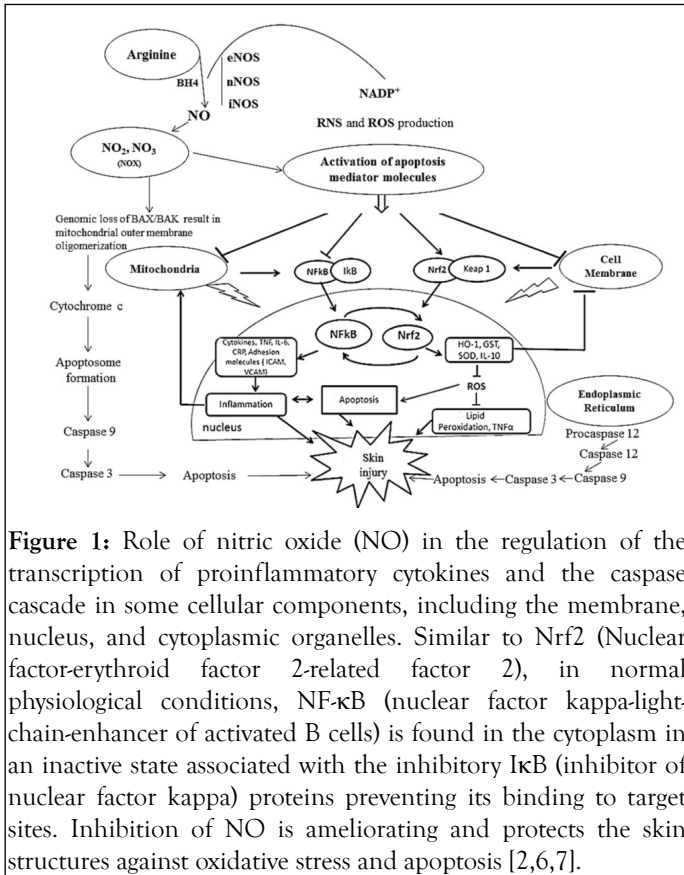 Arginine
BH4
eNOS
nNOS
iNOS
NO
NADP+
RNS and ROS production
NO2, NO3
(NOX)
Activation of apoptosis
mediator molecules
Genomic loss of BAX/BAK result in
mitochondrial outer membrane
oligomerization
Mitochondria
NFkB
IkB
Nrf2
Keap 1
Cell
Membrane
Cytochrome c
NFkB
Nrf2
Cytokines, TNF, IL-6,
CRP, Adhesion
molecules ( ICAM,
VCAM)
HO-1, GST,
SOD, IL-10
Apoptosome
formation
ROS
Inflammation
Apoptosis
Lipid
Peroxidation, TNFα
nucleus
Endoplasmic
Reticulum
Procaspase 12
Caspase 12
Caspase 9
Caspase 9
Skin
injury
Caspase 3
Apoptosis
Apoptosis
Caspase 3
Figure 1: Role of nitric oxide (NO) in the regulation of the
transcription of proinflammatory cytokines and the caspase
cascade in some cellular components, including the membrane,
nucleus, and cytoplasmic organelles. Similar to Nrf2 (Nuclear
factor-erythroid factor 2-related factor 2), in normal
physiological conditions, NF-κB (nuclear factor kappa-light-
chain-enhancer of activated B cells) is found in the cytoplasm in
an inactive state associated with the inhibitory IκB (inhibitor of
nuclear factor kappa) proteins preventing its binding to target
sites. Inhibition of NO is ameliorating and protects the skin
structures against oxidative stress and apoptosis [2,6,7].